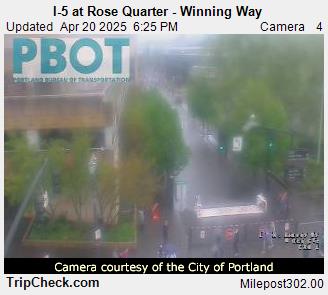 I-5 at Rose Quarter - Winning Way
Updated Apr 20 2025 6:25 PM Camera 4
PBOT
PORTLAND BUREAU OF TRANSPORTATION
Camera courtesy of the City of Portland
TripCheck.com Milepost302.00